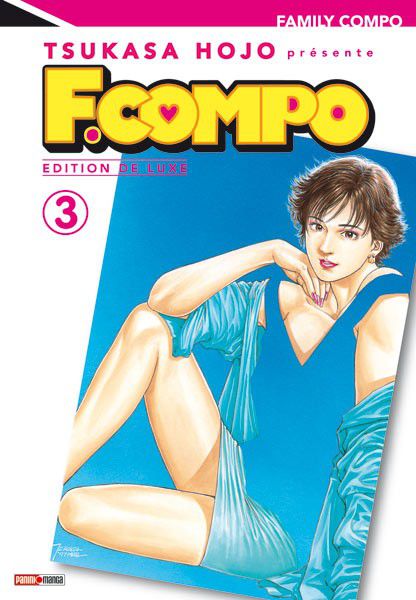 FAMILY COMPO
TSUKASA HOJO présente
F.COMPO
EDITION DE LUXE
3
PANINI MANGA